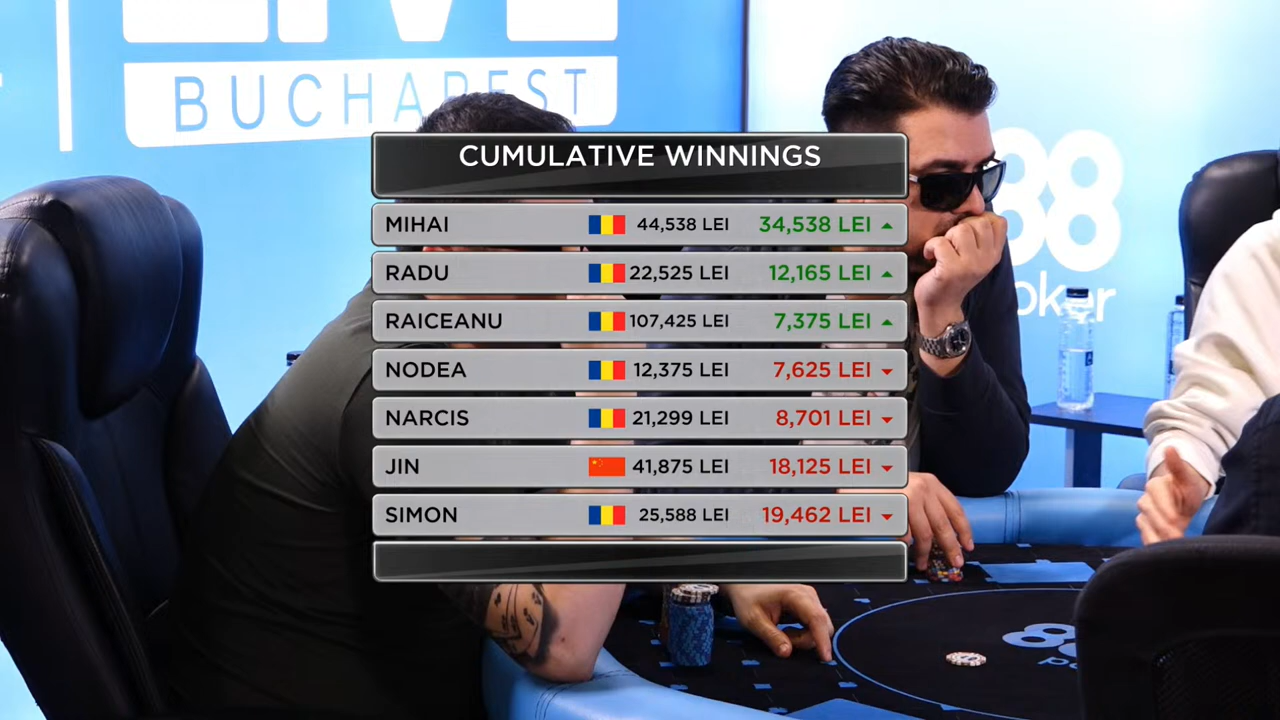 LIVE
BUCHAREST
CUMULATIVE WINNINGS
MIHAI 44,538 LEI 34,538 LEI
RADU 22,525 LEI 12,165 LEI
RAICEANU 107,425 LEI 7,375 LEI
NODEA 12,375 LEI 7,625 LEI
NARCIS 21,299 LEI 8,701 LEI
JIN 41,875 LEI 18,125 LEI
SIMON 25,588 LEI 19,462 LEI
88
poker